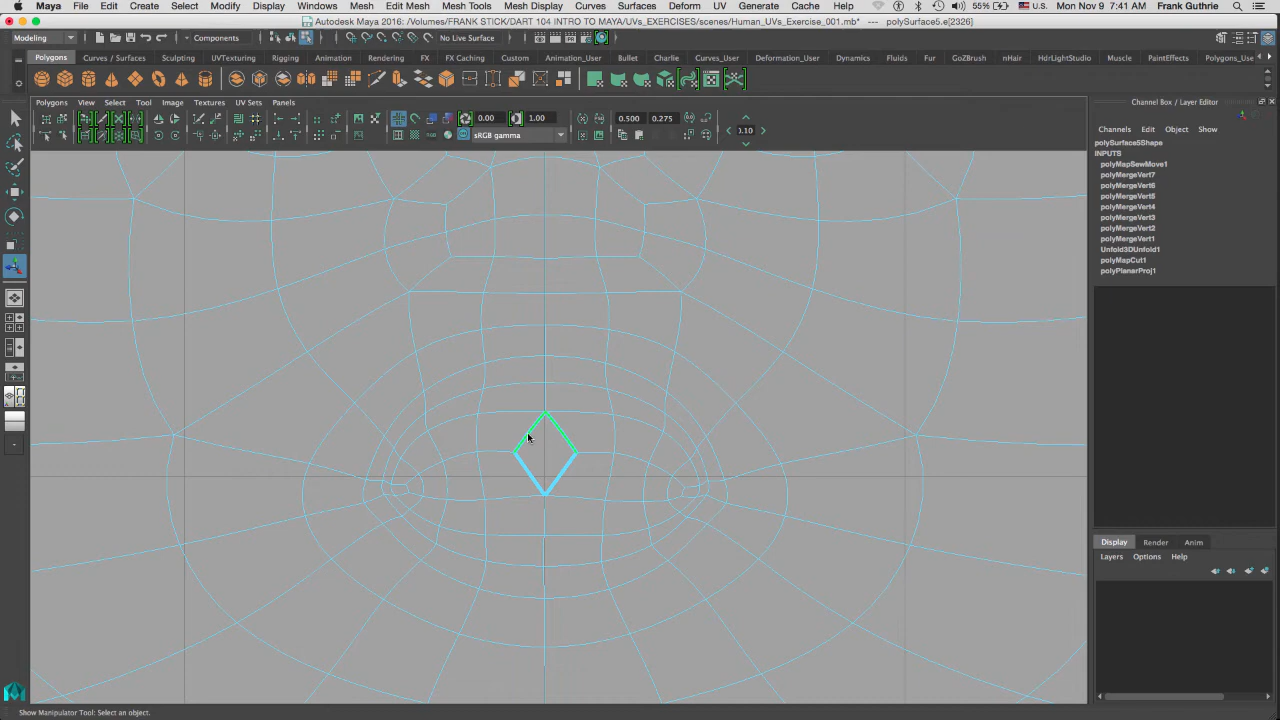 Maya File Edit Create Select Modify Display Windows Mesh Edit Mesh Mesh Tools Mesh Display Curves Surfaces Deform UV Generate Cache Help 55% U.S. Mon Nov 9 7:41 AM Frank Guthrie
Autodesk Maya 2016: /Volumes/FRANK STICK/DART 104 INTRO TO MAYA/UVs_EXERCISES/scenes/Human_UVs_Exercise_001.mb* --- polySurface5.e[2326]
Modeling Components No Live Surface
Polygons Curves / Surfaces Sculpting UVTexturing Rigging Animation Rendering FX FX Caching Custom Animation_User Bullet Charlie Curves_User Deformation_User Dynamics Fluids Fur GoZBrush nHair HdrLightStudio Muscle PaintEffects Polygons_Use
Polygons View Select Tool Image Textures UV Sets Panels
Channel Box / Layer Editor
0.00 1.00 0.500 0.275 0.10
sRGB gamma
Channels Edit Object Show
polySurface5Shape
INPUTS
polyMapSewMove1
polyMergeVert7
polyMergeVert6
polyMergeVert5
polyMergeVert4
polyMergeVert3
polyMergeVert2
polyMergeVert1
Unfold3DUnfold1
polyMapCut1
polyPlanarProj1
Display Render Anim
Layers Options Help
Show Manipulator Tool: Select an object.